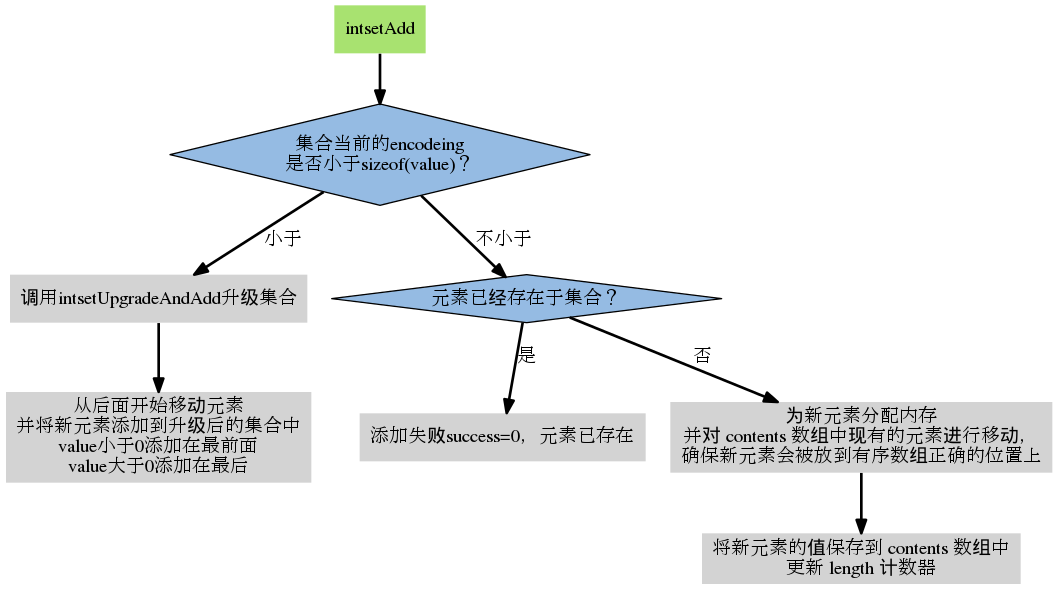 intsetAdd
集合当前的encodeing
是否小于sizeof(value)？
小于
不小于
调用intsetUpgradeAndAdd升级集合
元素已经存在于集合？
是
否
从后面开始移动元素
并将新元素添加到升级后的集合中
value小于0添加在最前面
value大于0添加在最后
添加失败success=0，元素已存在
为新元素分配内存
并对 contents 数组中现有的元素进行移动，
确保新元素会被放到有序数组正确的位置上
将新元素的值保存到 contents 数组中
更新 length 计数器